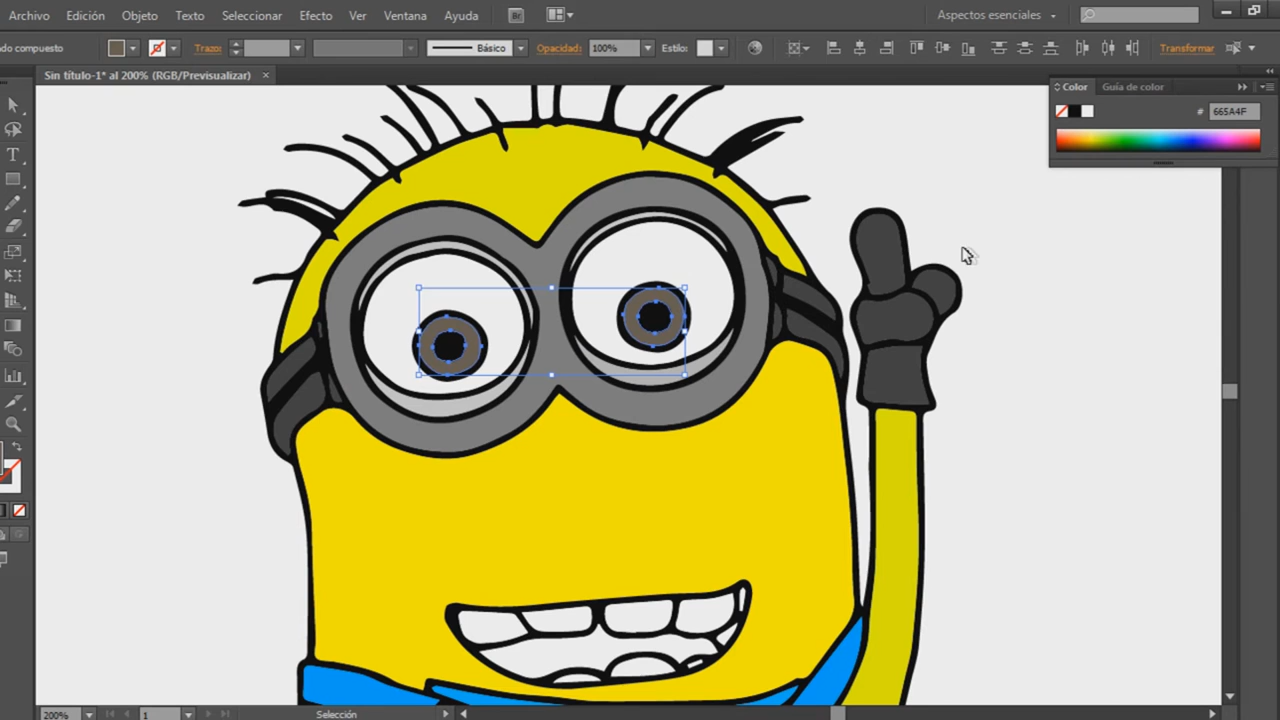 Archivo Edición Objeto Texto Seleccionar Efecto Ver Ventana Ayuda Br Aspectos esenciales
do compuesto Trazo: Básico Opacidad: 100% Estilo: Transformar
Sin título-1* al 200% (RGB/Previsualizar) ×
Color Guía de color
# 665A4F
200% 1 Selección